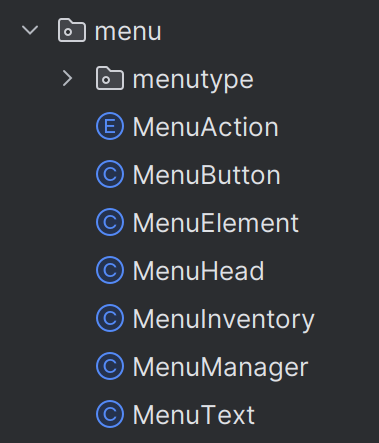 menu
menutype
E MenuAction
C MenuButton
C MenuElement
C MenuHead
C MenuInventory
C MenuManager
C MenuText